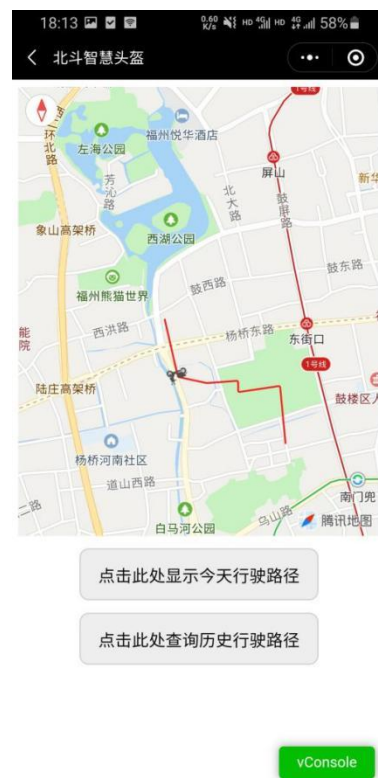 18:13
0.60 K/s HD 4G HD 4G 58%
北斗智慧头盔
1号线
环北路
左海公园
福州悦华酒店
屏山
新华
芳沁路
北大路
鼓屏路
象山高架桥
西湖公园
鼓东路
福州熊猫世界
鼓西路
西洪路
杨桥东路
东街口
能院
1号线
陆庄高架桥
鼓楼区人
杨桥河南社区
道山西路
南门兜
二路
白马河公园
乌山路
腾讯地图
点击此处显示今天行驶路径
点击此处查询历史行驶路径
vConsole